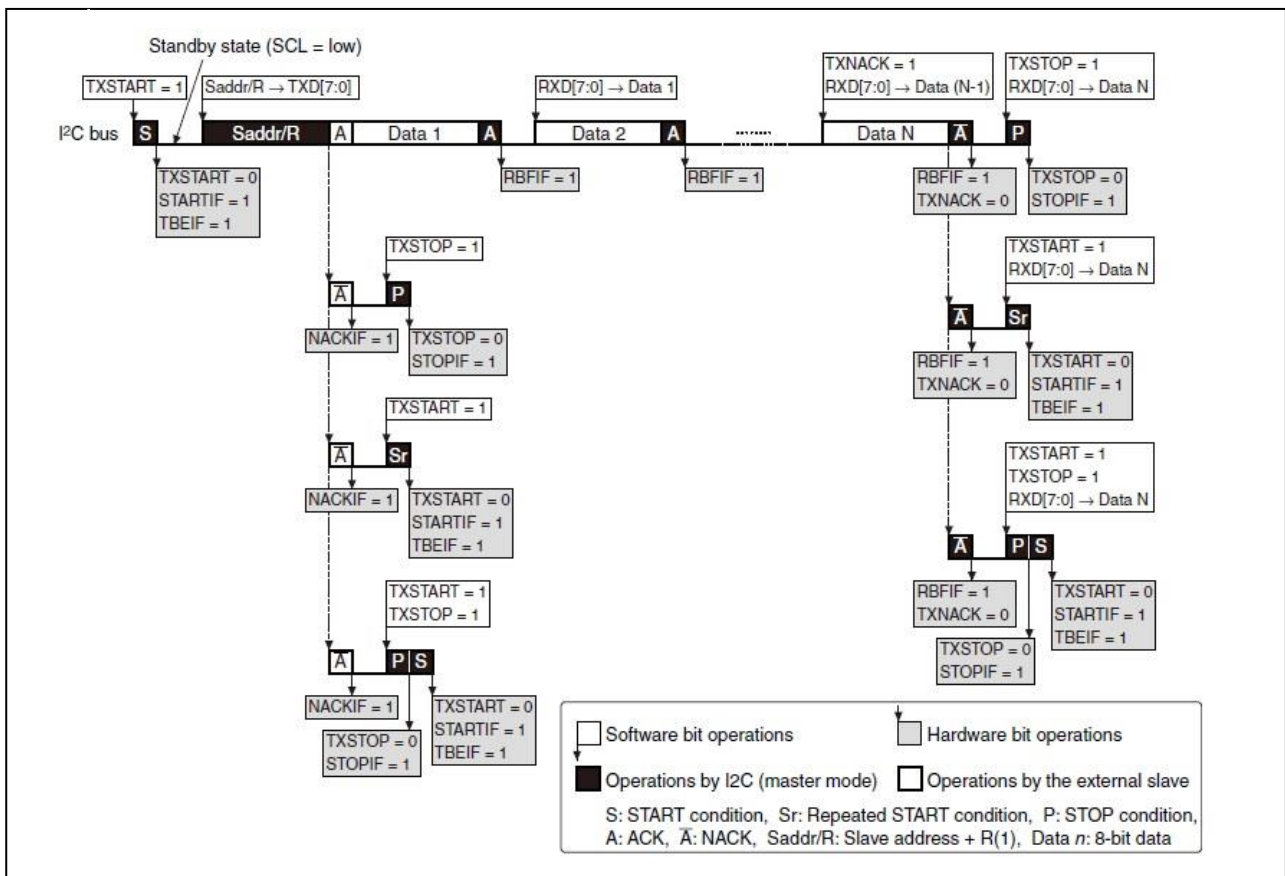 Standby state (SCL = low)
TXSTART = 1
Saddr/R → TXD[7:0]
RXD[7:0] → Data 1
TXNACK = 1
RXD[7:0] → Data (N-1)
TXSTOP = 1
RXD[7:0] → Data N
I²C bus
S
Saddr/R
A
Data 1
A
Data 2
A
Data N
A̅
P
TXSTART = 0
STARTIF = 1
TBEIF = 1
RBFIF = 1
RBFIF = 1
RBFIF = 1
TXNACK = 0
TXSTOP = 0
STOPIF = 1
TXSTOP = 1
A̅
P
NACKIF = 1
TXSTOP = 0
STOPIF = 1
TXSTART = 1
RXD[7:0] → Data N
A̅
Sr
RBFIF = 1
TXNACK = 0
TXSTART = 0
STARTIF = 1
TBEIF = 1
TXSTART = 1
A̅
Sr
NACKIF = 1
TXSTART = 0
STARTIF = 1
TBEIF = 1
TXSTART = 1
TXSTOP = 1
RXD[7:0] → Data N
A̅
P
S
RBFIF = 1
TXNACK = 0
TXSTOP = 0
STOPIF = 1
TXSTART = 0
STARTIF = 1
TBEIF = 1
TXSTART = 1
TXSTOP = 1
A̅
P
S
NACKIF = 1
TXSTOP = 0
STOPIF = 1
TXSTART = 0
STARTIF = 1
TBEIF = 1
Software bit operations
Hardware bit operations
Operations by I2C (master mode)
Operations by the external slave
S: START condition, Sr: Repeated START condition, P: STOP condition,
A: ACK, A̅: NACK, Saddr/R: Slave address + R(1), Data n: 8-bit data